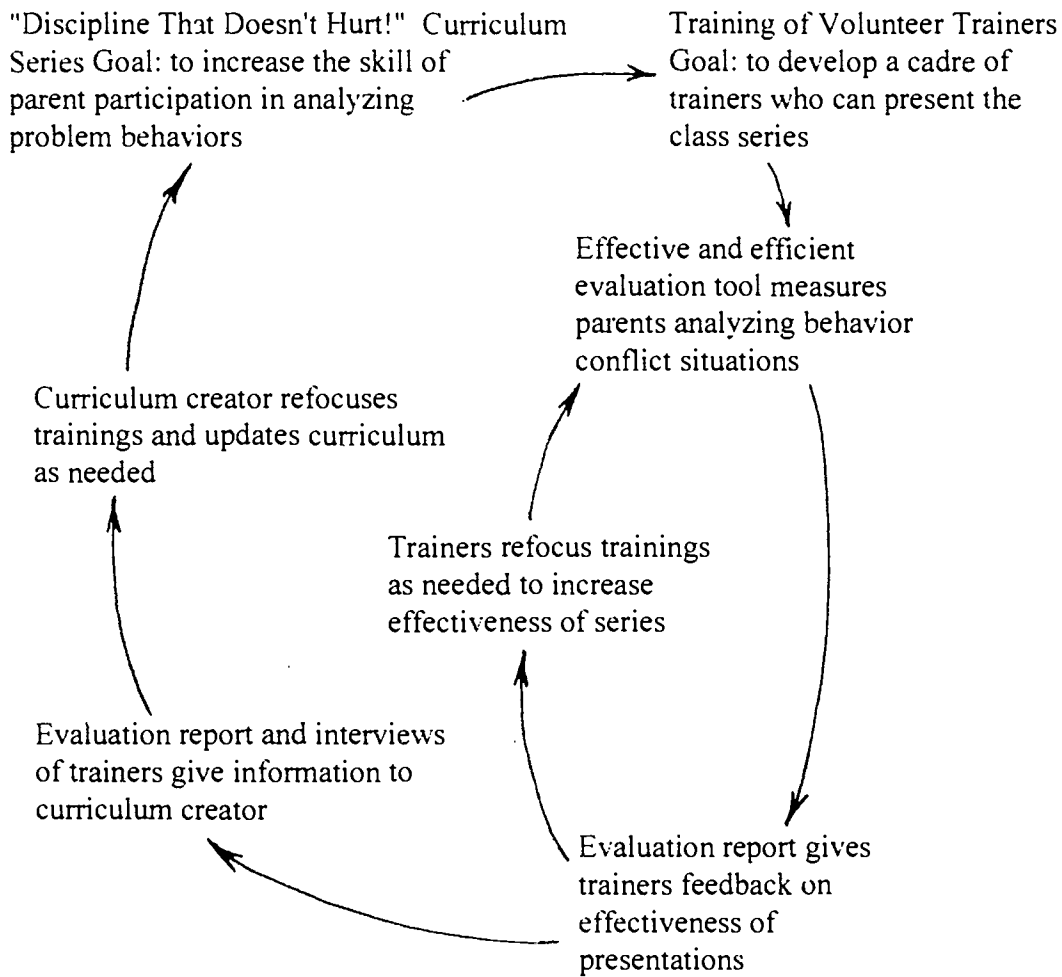 "Discipline That Doesn't Hurt!" Curriculum
Series Goal: to increase the skill of
parent participation in analyzing
problem behaviors
Training of Volunteer Trainers
Goal: to develop a cadre of
trainers who can present the
class series
Effective and efficient
evaluation tool measures
parents analyzing behavior
conflict situations
Curriculum creator refocuses
trainings and updates curriculum
as needed
Trainers refocus trainings
as needed to increase
effectiveness of series
Evaluation report and interviews
of trainers give information to
curriculum creator
Evaluation report gives
trainers feedback on
effectiveness of
presentations